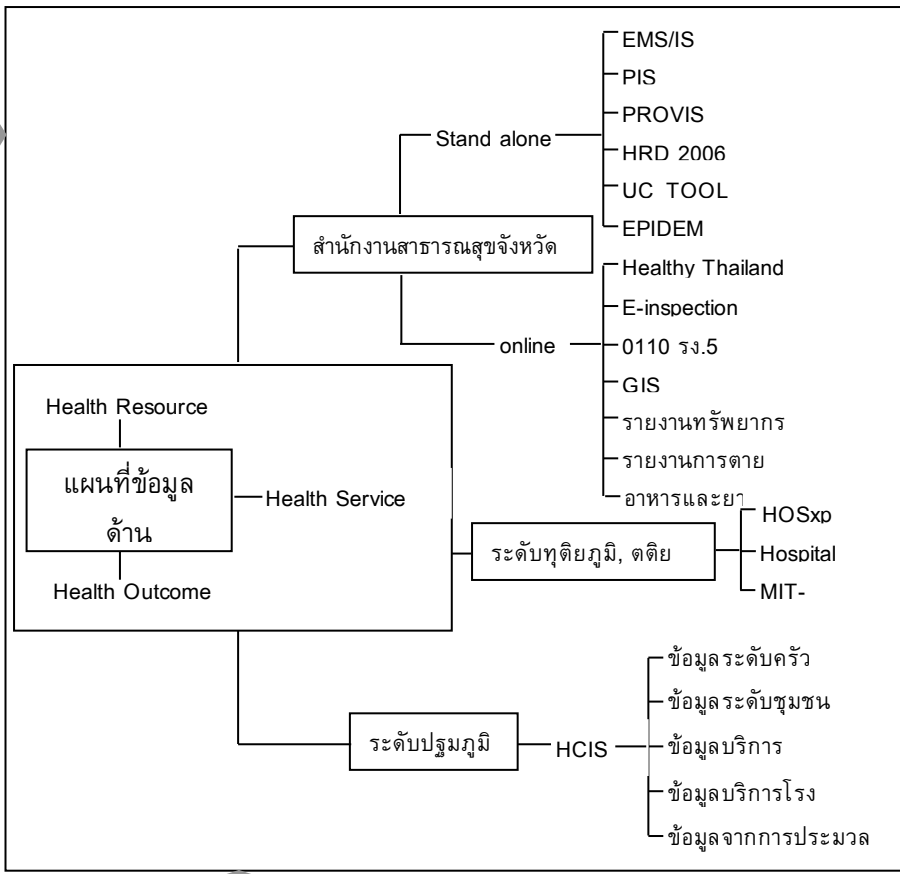 EMS/IS
PIS
PROVIS
Stand alone
HRD 2006
UC TOOL
EPIDEM
สำนักงานสาธารณสุขจังหวัด
Healthy Thailand
E-inspection
online
0110 รง.5
GIS
รายงานทรัพยากร
รายงานการตาย
อาหารและยา
Health Resource
แผนที่ข้อมูล
ด้าน
Health Service
Health Outcome
ระดับทุติยภูมิ, ตติย
HOSxp
Hospital
MIT-
ระดับปฐมภูมิ
HCIS
ข้อมูลระดับครัว
ข้อมูลระดับชุมชน
ข้อมูลบริการ
ข้อมูลบริการโรง
ข้อมูลจากการประมวล